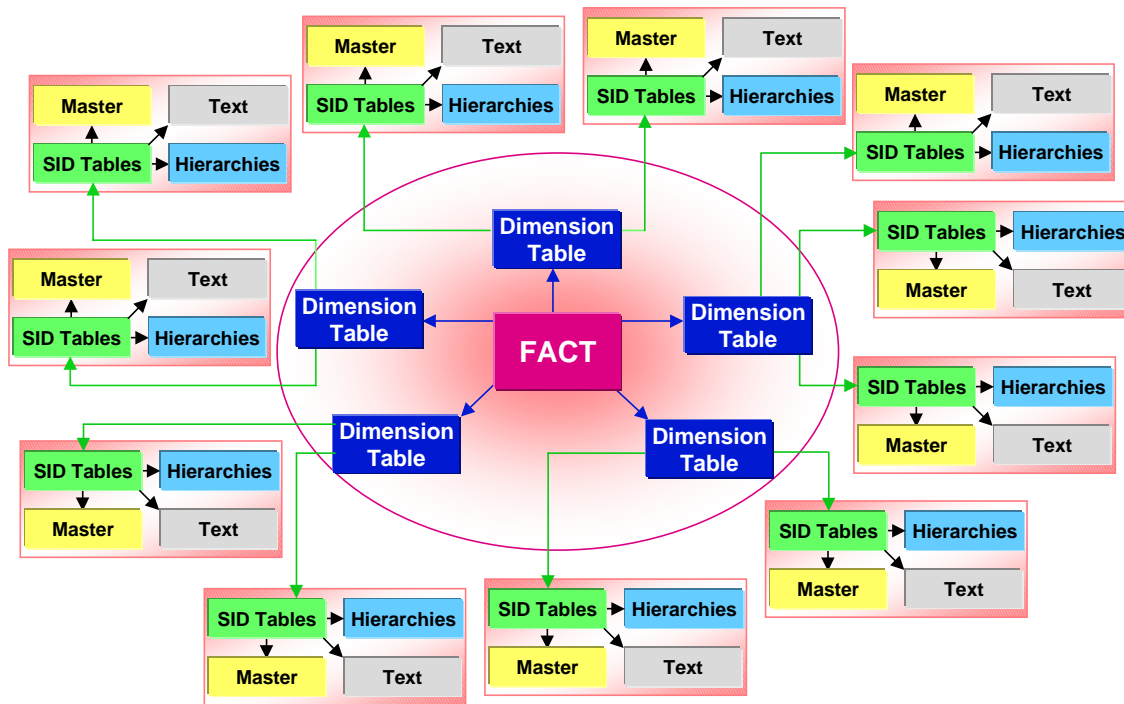 Master
Text
SID Tables
Hierarchies
Master
Text
SID Tables
Hierarchies
Master
Text
SID Tables
Hierarchies
Master
Text
SID Tables
Hierarchies
SID Tables
Hierarchies
Master
Text
Master
Text
SID Tables
Hierarchies
Dimension
Table
Dimension
Table
Dimension
Table
FACT
Dimension
Table
Dimension
Table
SID Tables
Hierarchies
Master
Text
SID Tables
Hierarchies
Master
Text
SID Tables
Hierarchies
Master
Text
SID Tables
Hierarchies
Master
Text
SID Tables
Hierarchies
Master
Text